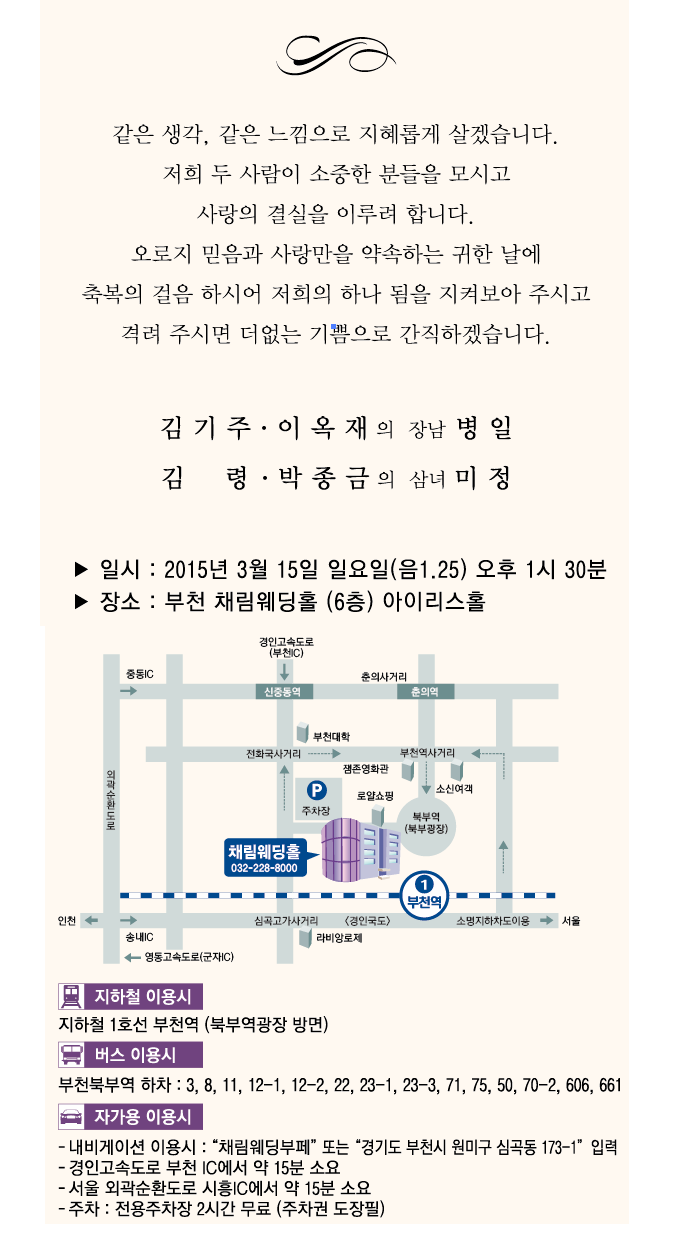 같은 생각, 같은 느낌으로 지혜롭게 살겠습니다.
저희 두 사람이 소중한 분들을 모시고
사랑의 결실을 이루려 합니다.
오로지 믿음과 사랑만을 약속하는 귀한 날에
축복의 걸음 하시어 저희의 하나 됨을 지켜보아 주시고
격려 주시면 더없는 기쁨으로 간직하겠습니다.
김 기 주 · 이 옥 재 의 장남 병 일
김 령 · 박 종 금 의 삼녀 미 정
▶ 일시 : 2015년 3월 15일 일요일(음1.25) 오후 1시 30분
▶ 장소 : 부천 채림웨딩홀 (6층) 아이리스홀
경인고속도로
(부천IC)
중동IC
춘의사거리
신중동역
춘의역
부천대학
전화국사거리
부천역사거리
잼존영화관
소신여객
외곽순환도로
P
주차장
로얄쇼핑
북부역
(북부광장)
채림웨딩홀
032-228-8000
1
부천역
인천
심곡고가사거리
〈경인국도〉
소명지하차도이용
서울
송내IC
라비앙로제
영동고속도로(군자IC)
지하철 이용시
지하철 1호선 부천역 (북부역광장 방면)
버스 이용시
부천북부역 하차 : 3, 8, 11, 12-1, 12-2, 22, 23-1, 23-3, 71, 75, 50, 70-2, 606, 661
자가용 이용시
- 내비게이션 이용시 : “채림웨딩부페” 또는 “경기도 부천시 원미구 심곡동 173-1” 입력
- 경인고속도로 부천 IC에서 약 15분 소요
- 서울 외곽순환도로 시흥IC에서 약 15분 소요
- 주차 : 전용주차장 2시간 무료 (주차권 도장필)